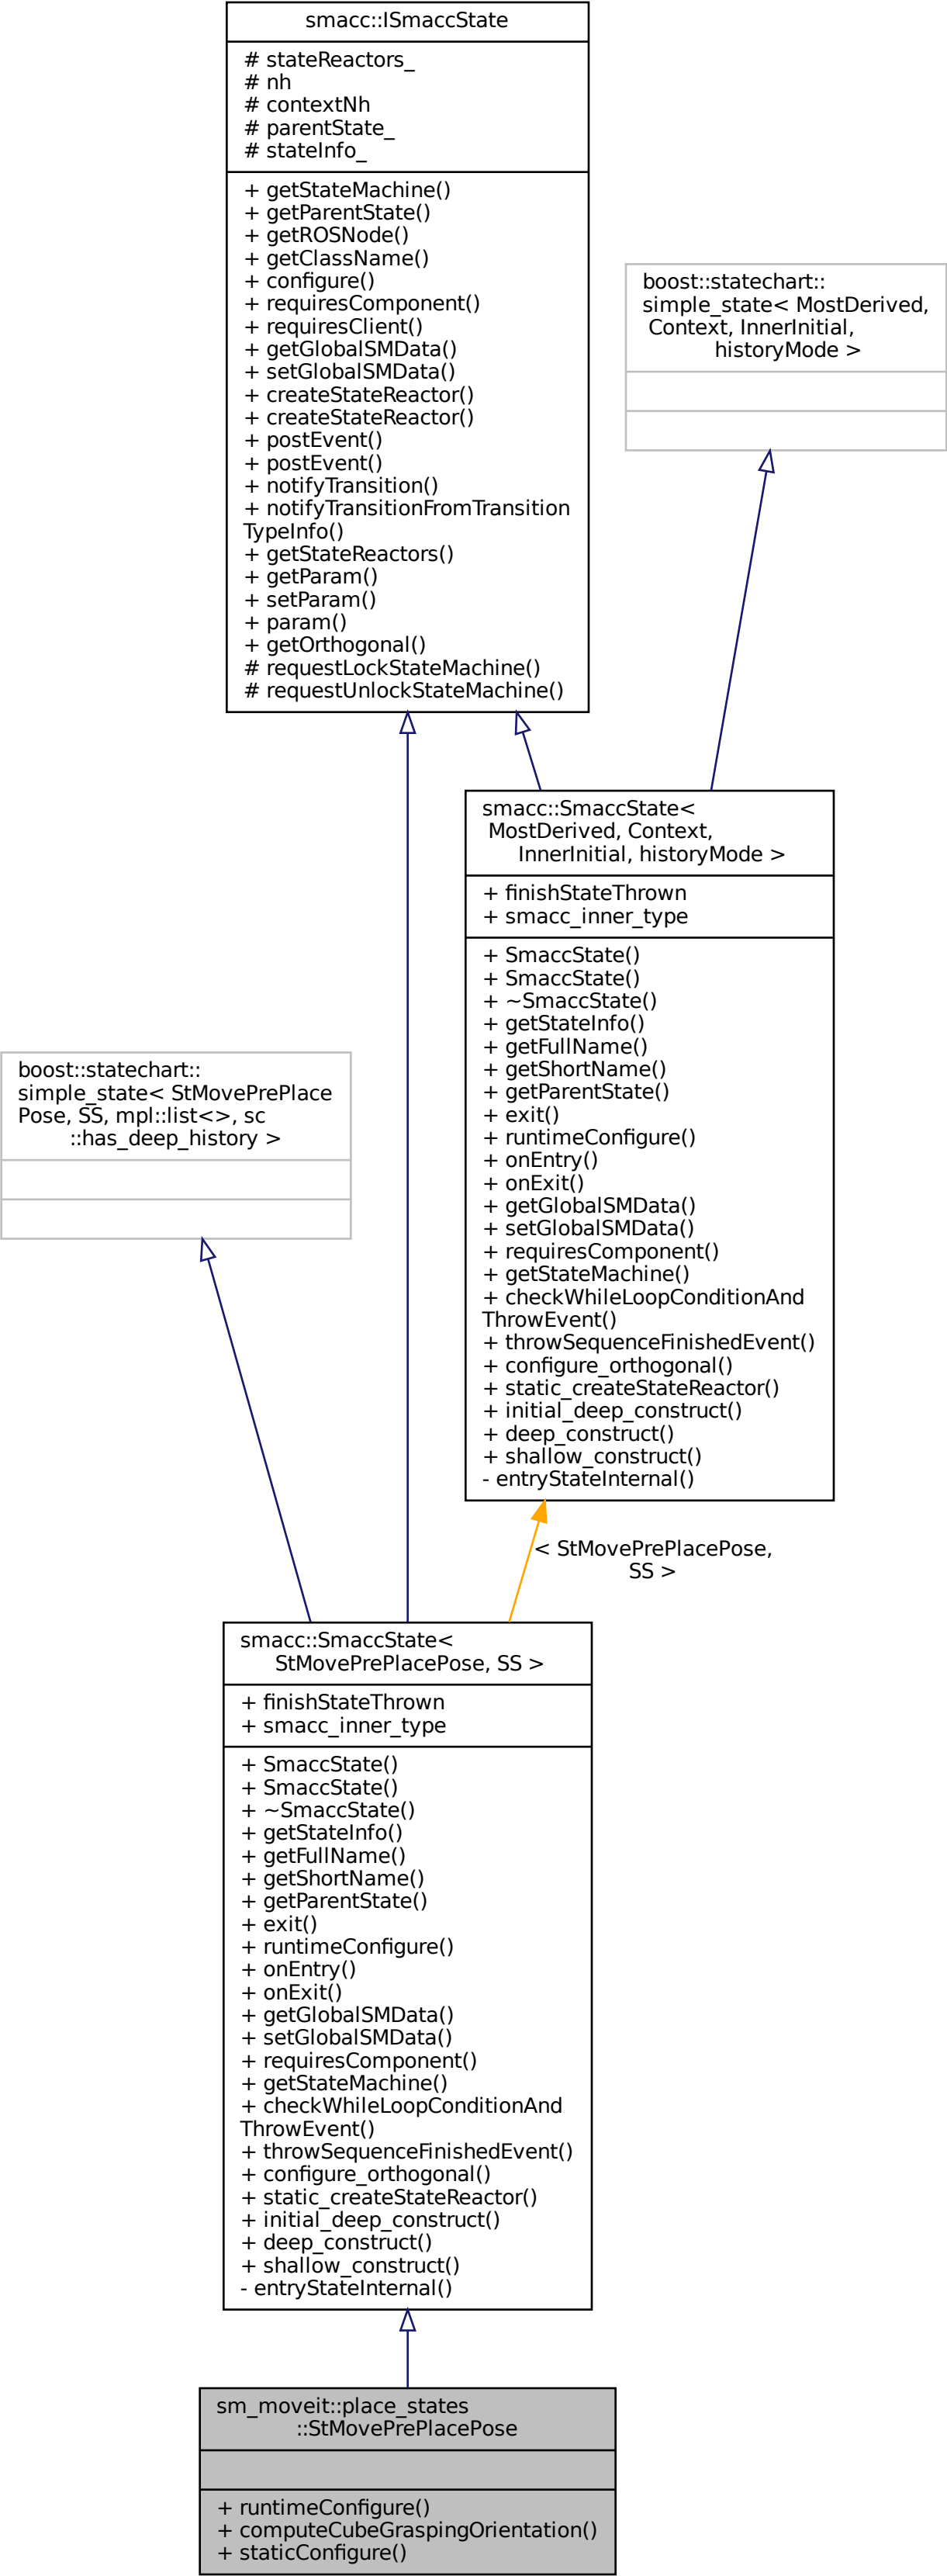 smacc::ISmaccState
# stateReactors_
# nh
# contextNh
# parentState_
# stateInfo_
+ getStateMachine()
+ getParentState()
+ getROSNode()
+ getClassName()
+ configure()
+ requiresComponent()
+ requiresClient()
+ getGlobalSMData()
+ setGlobalSMData()
+ createStateReactor()
+ createStateReactor()
+ postEvent()
+ postEvent()
+ notifyTransition()
+ notifyTransitionFromTransition
TypeInfo()
+ getStateReactors()
+ getParam()
+ setParam()
+ param()
+ getOrthogonal()
# requestLockStateMachine()
# requestUnlockStateMachine()
boost::statechart::
simple_state< MostDerived,
Context, InnerInitial,
historyMode >
smacc::SmaccState<
MostDerived, Context,
InnerInitial, historyMode >
+ finishStateThrown
+ smacc_inner_type
+ SmaccState()
+ SmaccState()
+ ~SmaccState()
+ getStateInfo()
+ getFullName()
+ getShortName()
+ getParentState()
+ exit()
+ runtimeConfigure()
+ onEntry()
+ onExit()
+ getGlobalSMData()
+ setGlobalSMData()
+ requiresComponent()
+ getStateMachine()
+ checkWhileLoopConditionAnd
ThrowEvent()
+ throwSequenceFinishedEvent()
+ configure_orthogonal()
+ static_createStateReactor()
+ initial_deep_construct()
+ deep_construct()
+ shallow_construct()
- entryStateInternal()
boost::statechart::
simple_state< StMovePrePlace
Pose, SS, mpl::list<>, sc
::has_deep_history >
< StMovePrePlacePose,
SS >
smacc::SmaccState<
StMovePrePlacePose, SS >
+ finishStateThrown
+ smacc_inner_type
+ SmaccState()
+ SmaccState()
+ ~SmaccState()
+ getStateInfo()
+ getFullName()
+ getShortName()
+ getParentState()
+ exit()
+ runtimeConfigure()
+ onEntry()
+ onExit()
+ getGlobalSMData()
+ setGlobalSMData()
+ requiresComponent()
+ getStateMachine()
+ checkWhileLoopConditionAnd
ThrowEvent()
+ throwSequenceFinishedEvent()
+ configure_orthogonal()
+ static_createStateReactor()
+ initial_deep_construct()
+ deep_construct()
+ shallow_construct()
- entryStateInternal()
sm_moveit::place_states
::StMovePrePlacePose
+ runtimeConfigure()
+ computeCubeGraspingOrientation()
+ staticConfigure()